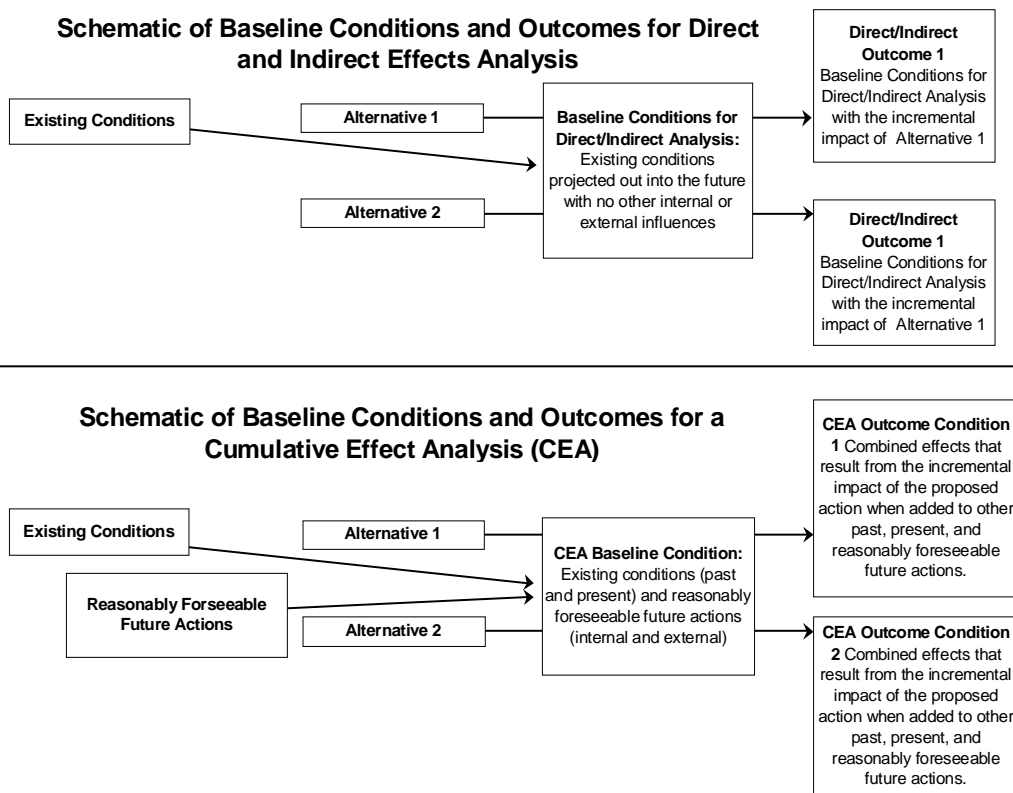 Schematic of Baseline Conditions and Outcomes for Direct
and Indirect Effects Analysis
Existing Conditions
Alternative 1
Alternative 2
Baseline Conditions for
Direct/Indirect Analysis:
Existing conditions
projected out into the future
with no other internal or
external influences
Direct/Indirect
Outcome 1
Baseline Conditions for
Direct/Indirect Analysis
with the incremental
impact of Alternative 1
Direct/Indirect
Outcome 1
Baseline Conditions for
Direct/Indirect Analysis
with the incremental
impact of Alternative 1
Schematic of Baseline Conditions and Outcomes for a
Cumulative Effect Analysis (CEA)
Existing Conditions
Reasonably Forseeable
Future Actions
Alternative 1
Alternative 2
CEA Baseline Condition:
Existing conditions (past
and present) and reasonably
foreseeable future actions
(internal and external)
CEA Outcome Condition
1 Combined effects that
result from the incremental
impact of the proposed
action when added to other
past, present, and
reasonably foreseeable
future actions.
CEA Outcome Condition
2 Combined effects that
result from the incremental
impact of the proposed
action when added to other
past, present, and
reasonably foreseeable
future actions.